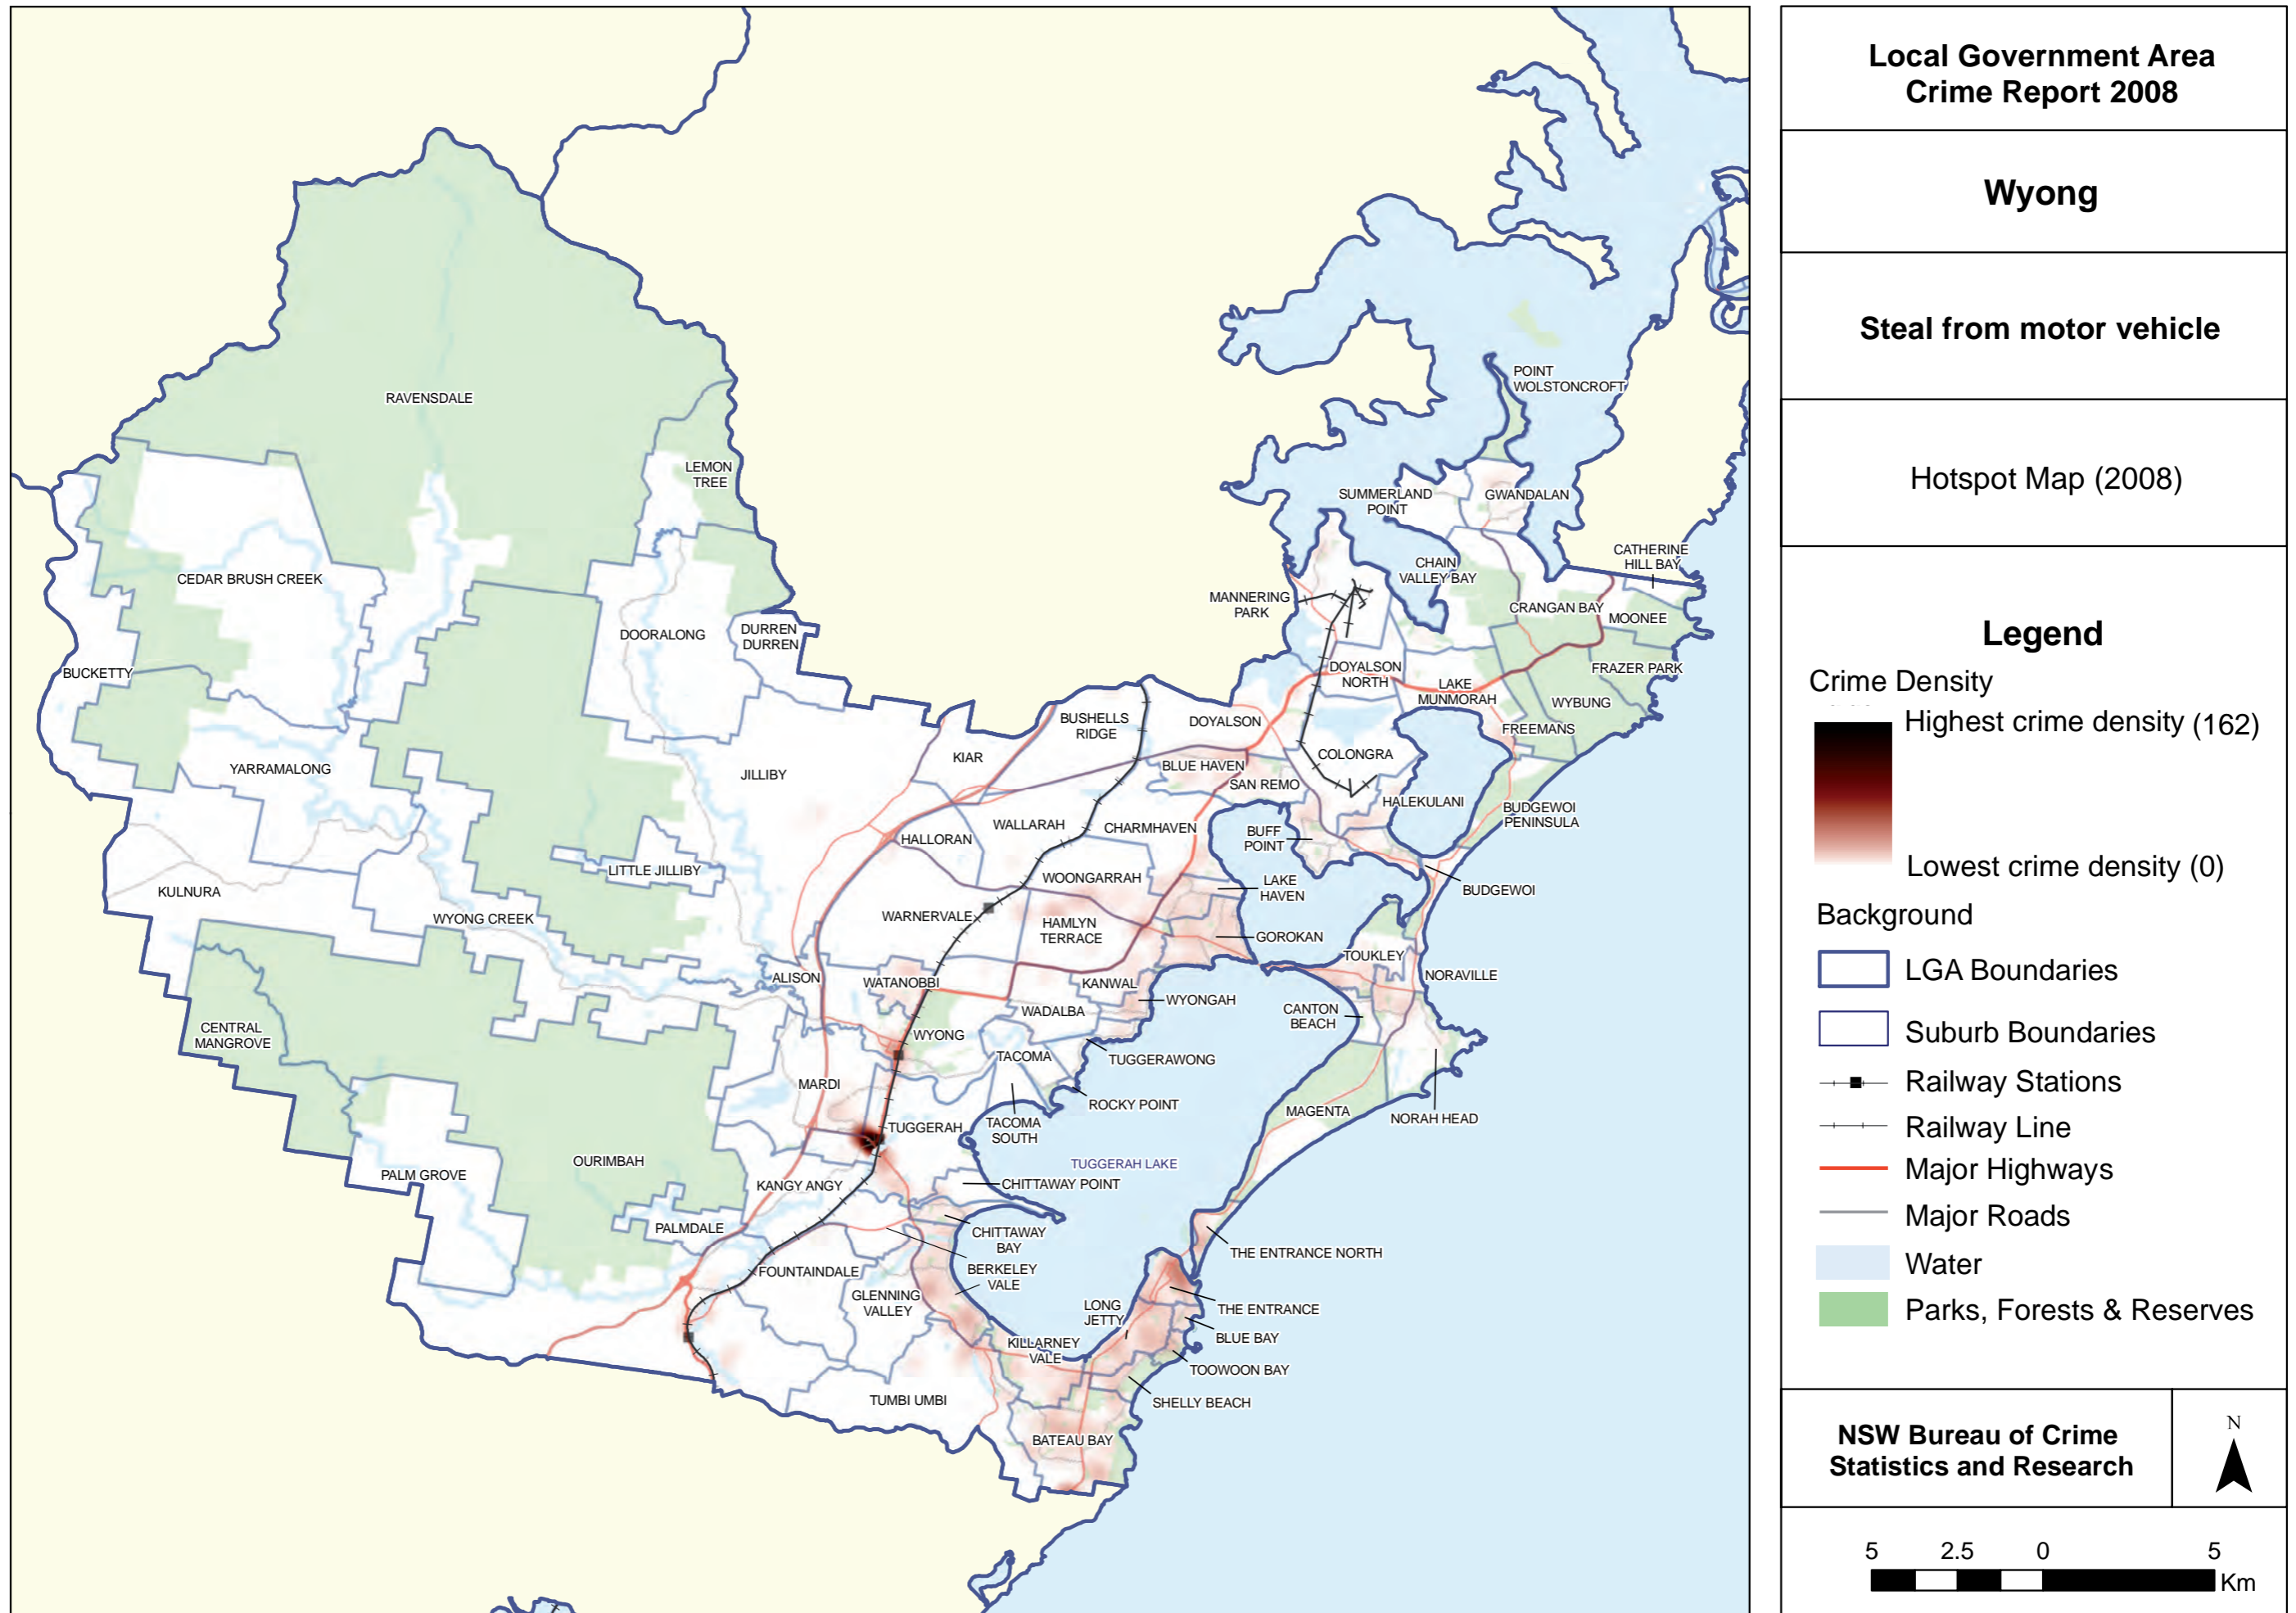 Local Government Area
Crime Report 2008
Wyong
Steal from motor vehicle
Hotspot Map (2008)
Legend
Crime Density
Highest crime density (162)
Lowest crime density (0)
Background
LGA Boundaries
Suburb Boundaries
Railway Stations
Railway Line
Major Highways
Major Roads
Water
Parks, Forests & Reserves
NSW Bureau of Crime
Statistics and Research
N
5 2.5 0 5
Km
POINT
WOLSTONCROFT
RAVENSDALE
LEMON
TREE
SUMMERLAND
POINT
GWANDALAN
CATHERINE
HILL BAY
CHAIN
VALLEY BAY
CEDAR BRUSH CREEK
MANNERING
PARK
CRANGAN BAY
MOONEE
DOORALONG
DURREN
DURREN
BUCKETTY
DOYALSON
NORTH
FRAZER PARK
LAKE
MUNMORAH
WYBUNG
BUSHELLS
RIDGE
DOYALSON
FREEMANS
KIAR
COLONGRA
YARRAMALONG
JILLIBY
BLUE HAVEN
SAN REMO
HALEKULANI
BUDGEWOI
PENINSULA
WALLARAH
CHARMHAVEN
HALLORAN
BUFF
POINT
LITTLE JILLIBY
WOONGARRAH
LAKE
HAVEN
BUDGEWOI
KULNURA
WYONG CREEK
WARNERVALE
HAMLYN
TERRACE
GOROKAN
TOUKLEY
NORAVILLE
ALISON
WATANOBBI
KANWAL
WYONGAH
WADALBA
CANTON
BEACH
CENTRAL
MANGROVE
WYONG
TACOMA
TUGGERAWONG
MARDI
ROCKY POINT
MAGENTA
NORAH HEAD
TUGGERAH
TACOMA
SOUTH
OURIMBAH
TUGGERAH LAKE
PALM GROVE
KANGY ANGY
CHITTAWAY POINT
PALMDALE
CHITTAWAY
BAY
THE ENTRANCE NORTH
FOUNTAINDALE
BERKELEY
VALE
GLENNING
VALLEY
LONG
JETTY
THE ENTRANCE
BLUE BAY
KILLARNEY
VALE
TOOWOON BAY
TUMBI UMBI
SHELLY BEACH
BATEAU BAY